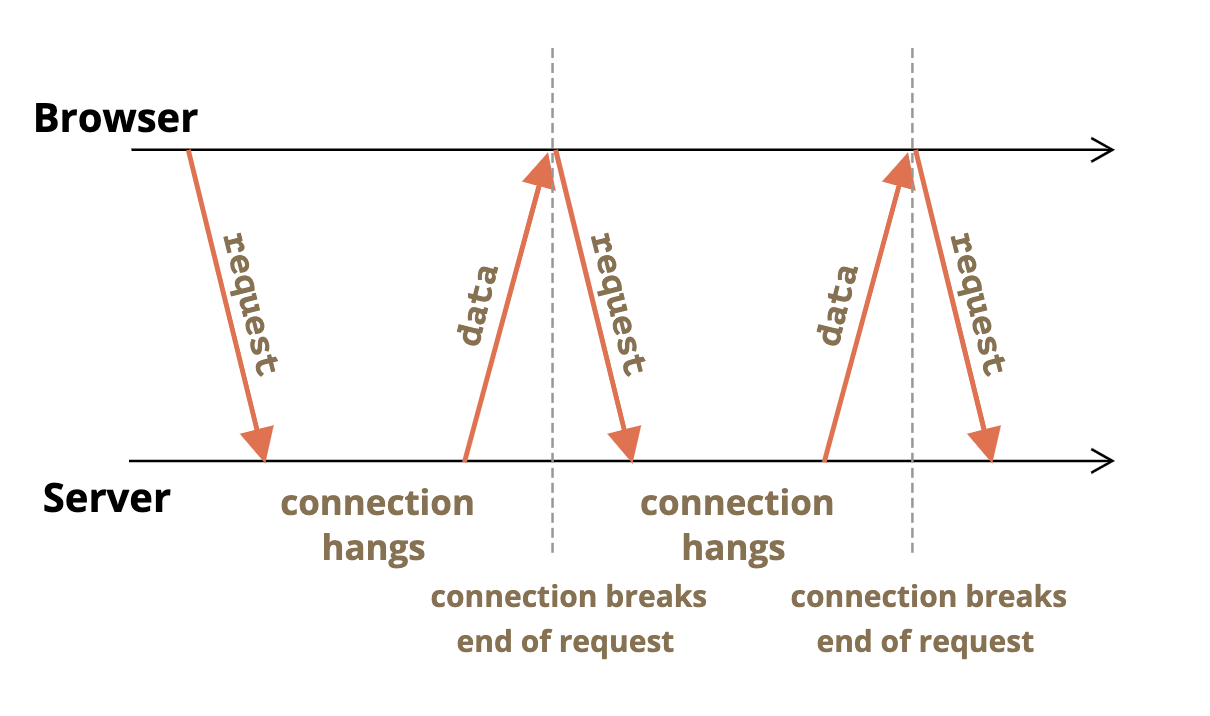 Browser
request
data
request
data
request
Server
connection
hangs
connection
hangs
connection breaks
end of request
connection breaks
end of request